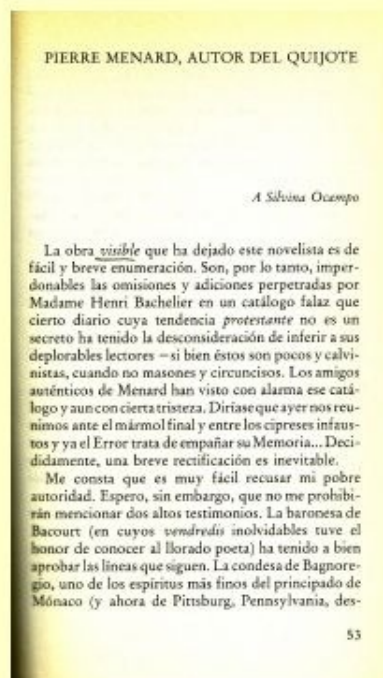 PIERRE MENARD, AUTOR DEL QUIJOTE
A Silvina Ocampo
La obra visible que ha dejado este novelista es de
fácil y breve enumeración. Son, por lo tanto, imper-
donables las omisiones y adiciones perpetradas por
Madame Henri Bachelier en un catálogo falaz que
cierto diario cuya tendencia protestante no es un
secreto ha tenido la desconsideración de inferir a sus
deplorables lectores —si bien éstos son pocos y calvi-
nistas, cuando no masones y circuncisos. Los amigos
auténticos de Menard han visto con alarma ese catá-
logo y aun con cierta tristeza. Diríase que ayer nos reu-
nimos ante el mármol final y entre los cipreses infaus-
tos y ya el Error trata de empañar su Memoria... Deci-
didamente, una breve rectificación es inevitable.
Me consta que es muy fácil recusar mi pobre
autoridad. Espero, sin embargo, que no me prohibi-
rán mencionar dos altos testimonios. La baronesa de
Bacourt (en cuyos vendredis inolvidables tuve el
honor de conocer al llorado poeta) ha tenido a bien
aprobar las líneas que siguen. La condesa de Bagnore-
gio, uno de los espíritus más finos del principado de
Mónaco (y ahora de Pittsburg, Pennsylvania, des-
53